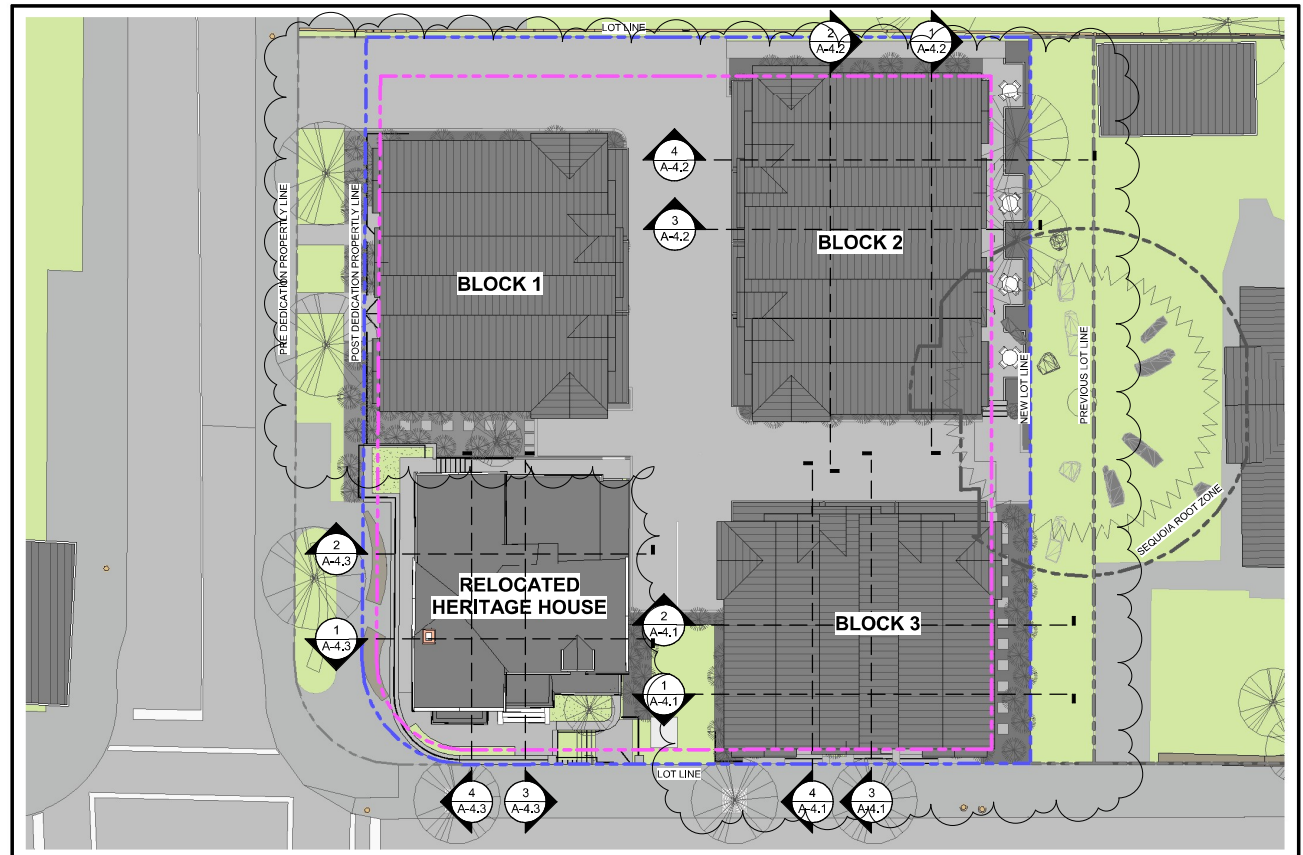 LOT LINE
2
A-4.2
1
A-4.2
4
A-4.2
3
A-4.2
PRE DEDICATION PROPERTLY LINE
POST DEDICATION PROPERTLY LINE
BLOCK 1
BLOCK 2
NEW LOT LINE
PREVIOUS LOT LINE
SEQUOIA ROOT ZONE
2
A-4.3
1
A-4.3
RELOCATED
HERITAGE HOUSE
2
A-4.1
1
A-4.1
BLOCK 3
LOT LINE
4
A-4.3
3
A-4.3
4
A-4.1
3
A-4.1